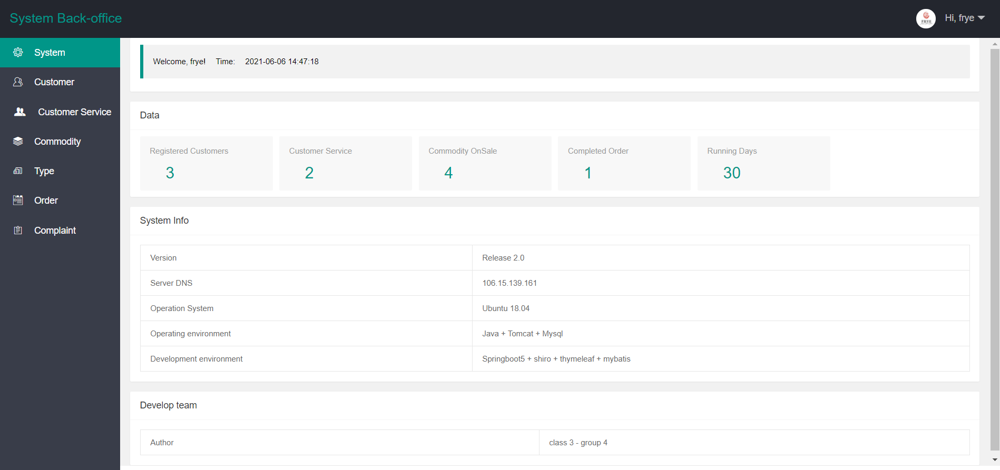 System Back-office
FRYE
Hi, frye
System
Customer
Customer Service
Commodity
Type
Order
Complaint
Welcome, frye! Time: 2021-06-06 14:47:18
Data
Registered Customers
3
Customer Service
2
Commodity OnSale
4
Completed Order
1
Running Days
30
System Info
Version Release 2.0
Server DNS 106.15.139.161
Operation System Ubuntu 18.04
Operating environment Java + Tomcat + Mysql
Development environment Springboot5 + shiro + thymeleaf + mybatis
Develop team
Author class 3 - group 4